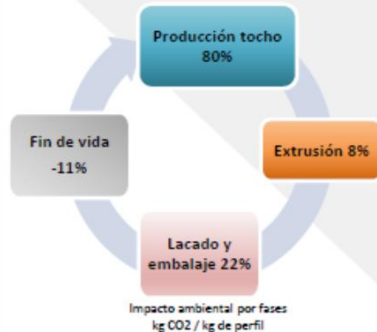 Producción tocho
80%
Extrusión 8%
Lacado y
embalaje 22%
Fin de vida
-11%
Impacto ambiental por fases
kg CO2 / kg de perfil